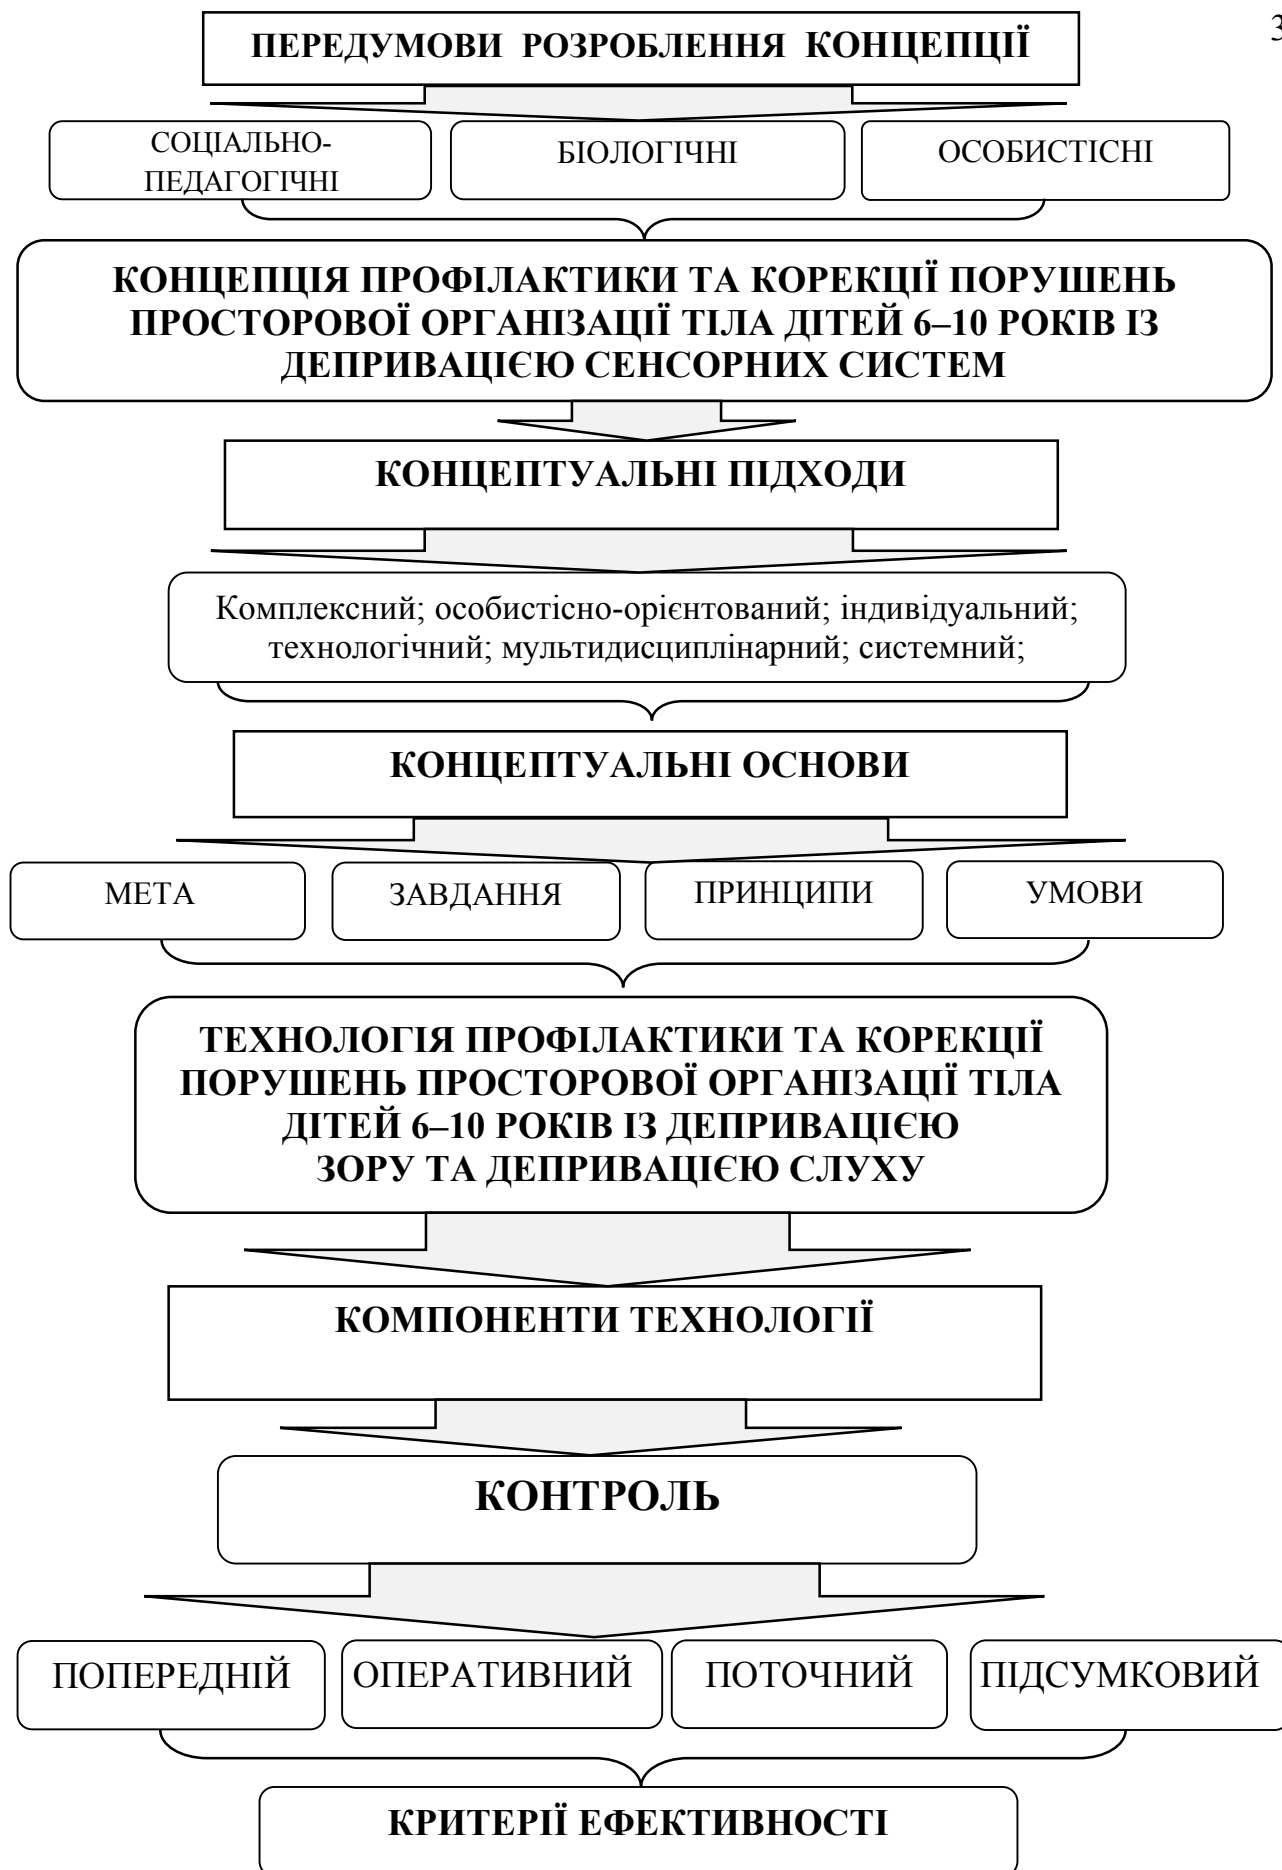 3
ПЕРЕДУМОВИ РОЗРОБЛЕННЯ КОНЦЕПЦІЇ
СОЦІАЛЬНО-
ПЕДАГОГІЧНІ
БІОЛОГІЧНІ
ОСОБИСТІСНІ
КОНЦЕПЦІЯ ПРОФІЛАКТИКИ ТА КОРЕКЦІЇ ПОРУШЕНЬ
ПРОСТОРОВОЇ ОРГАНІЗАЦІЇ ТІЛА ДІТЕЙ 6–10 РОКІВ ІЗ
ДЕПРИВАЦІЄЮ СЕНСОРНИХ СИСТЕМ
КОНЦЕПТУАЛЬНІ ПІДХОДИ
Комплексний; особистісно-орієнтований; індивідуальний;
технологічний; мультидисциплінарний; системний;
КОНЦЕПТУАЛЬНІ ОСНОВИ
МЕТА
ЗАВДАННЯ
ПРИНЦИПИ
УМОВИ
ТЕХНОЛОГІЯ ПРОФІЛАКТИКИ ТА КОРЕКЦІЇ
ПОРУШЕНЬ ПРОСТОРОВОЇ ОРГАНІЗАЦІЇ ТІЛА
ДІТЕЙ 6–10 РОКІВ ІЗ ДЕПРИВАЦІЄЮ
ЗОРУ ТА ДЕПРИВАЦІЄЮ СЛУХУ
КОМПОНЕНТИ ТЕХНОЛОГІЇ
КОНТРОЛЬ
ПОПЕРЕДНІЙ
ОПЕРАТИВНИЙ
ПОТОЧНИЙ
ПІДСУМКОВИЙ
КРИТЕРІЇ ЕФЕКТИВНОСТІ